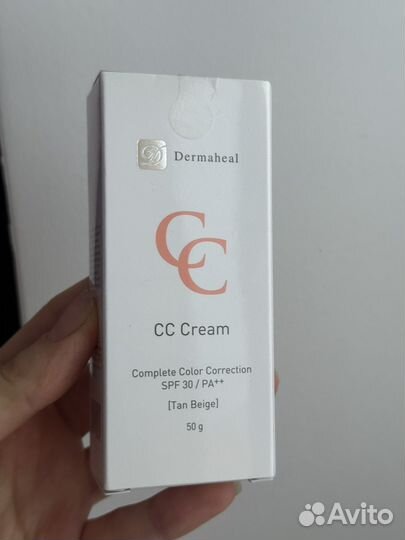 Dermaheal
CC
CC Cream
Complete Color Correction
SPF 30 / PA++
[Tan Beige]
50 g
Avito